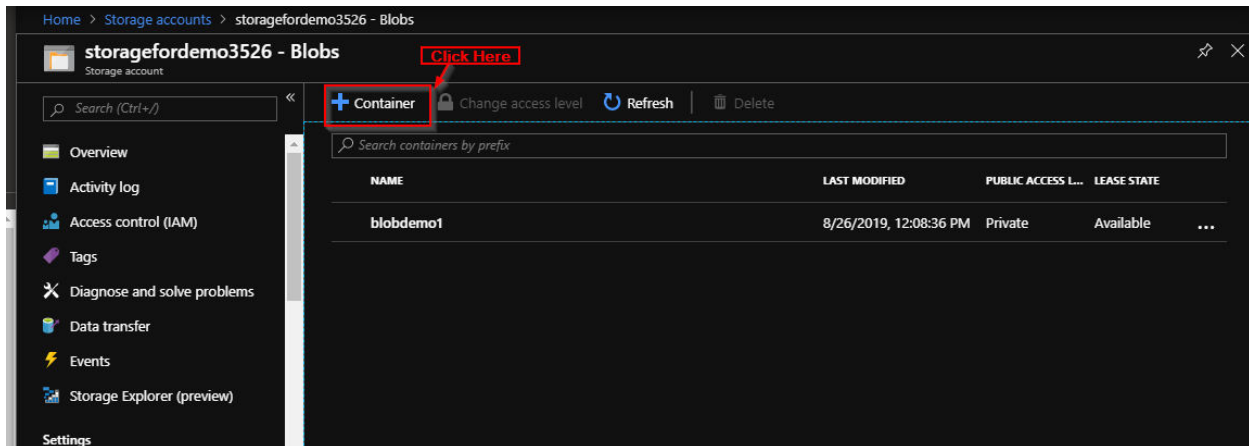 Home > Storage accounts > storagefordemo3526 - Blobs
storagefordemo3526 - Blobs
Storage account
Click Here
Search (Ctrl+/)
«
Container
Change access level
Refresh
Delete
Search containers by prefix
Overview
Activity log
Access control (IAM)
Tags
Diagnose and solve problems
Data transfer
Events
Storage Explorer (preview)
Settings
NAME LAST MODIFIED PUBLIC ACCESS L... LEASE STATE
blobdemo1 8/26/2019, 12:08:36 PM Private Available ...